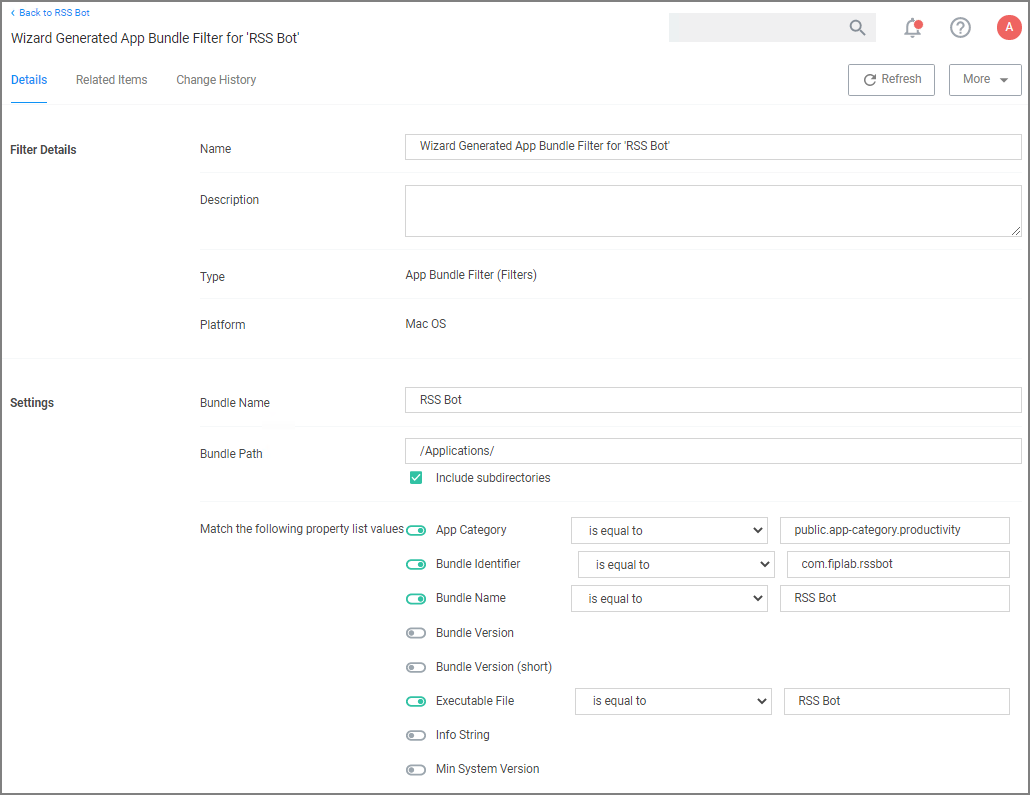 Back to RSS Bot
Wizard Generated App Bundle Filter for 'RSS Bot'
A
Details Related Items Change History
Refresh More
Filter Details
Name Wizard Generated App Bundle Filter for 'RSS Bot'
Description
Type App Bundle Filter (Filters)
Platform Mac OS
Settings
Bundle Name RSS Bot
Bundle Path /Applications/
Include subdirectories
Match the following property list values App Category is equal to public.app-category.productivity
Bundle Identifier is equal to com.fiplab.rssbot
Bundle Name is equal to RSS Bot
Bundle Version
Bundle Version (short)
Executable File is equal to RSS Bot
Info String
Min System Version